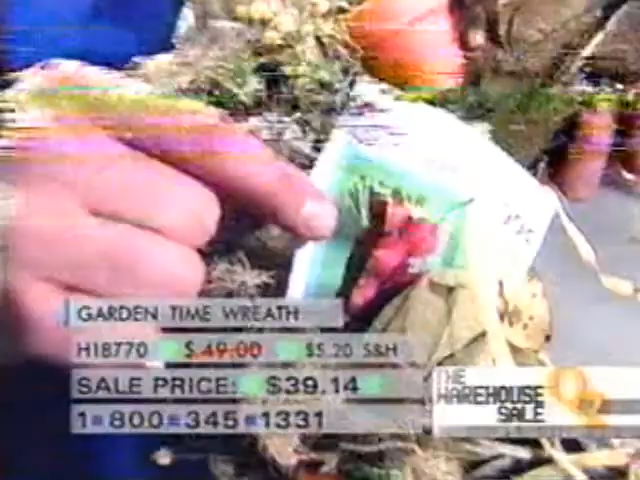 GARDEN TIME WREATH
H18770 $49.00 $5.20 S&H
SALE PRICE: $39.14
1-800-345-1331
THE
WAREHOUSE
SALE